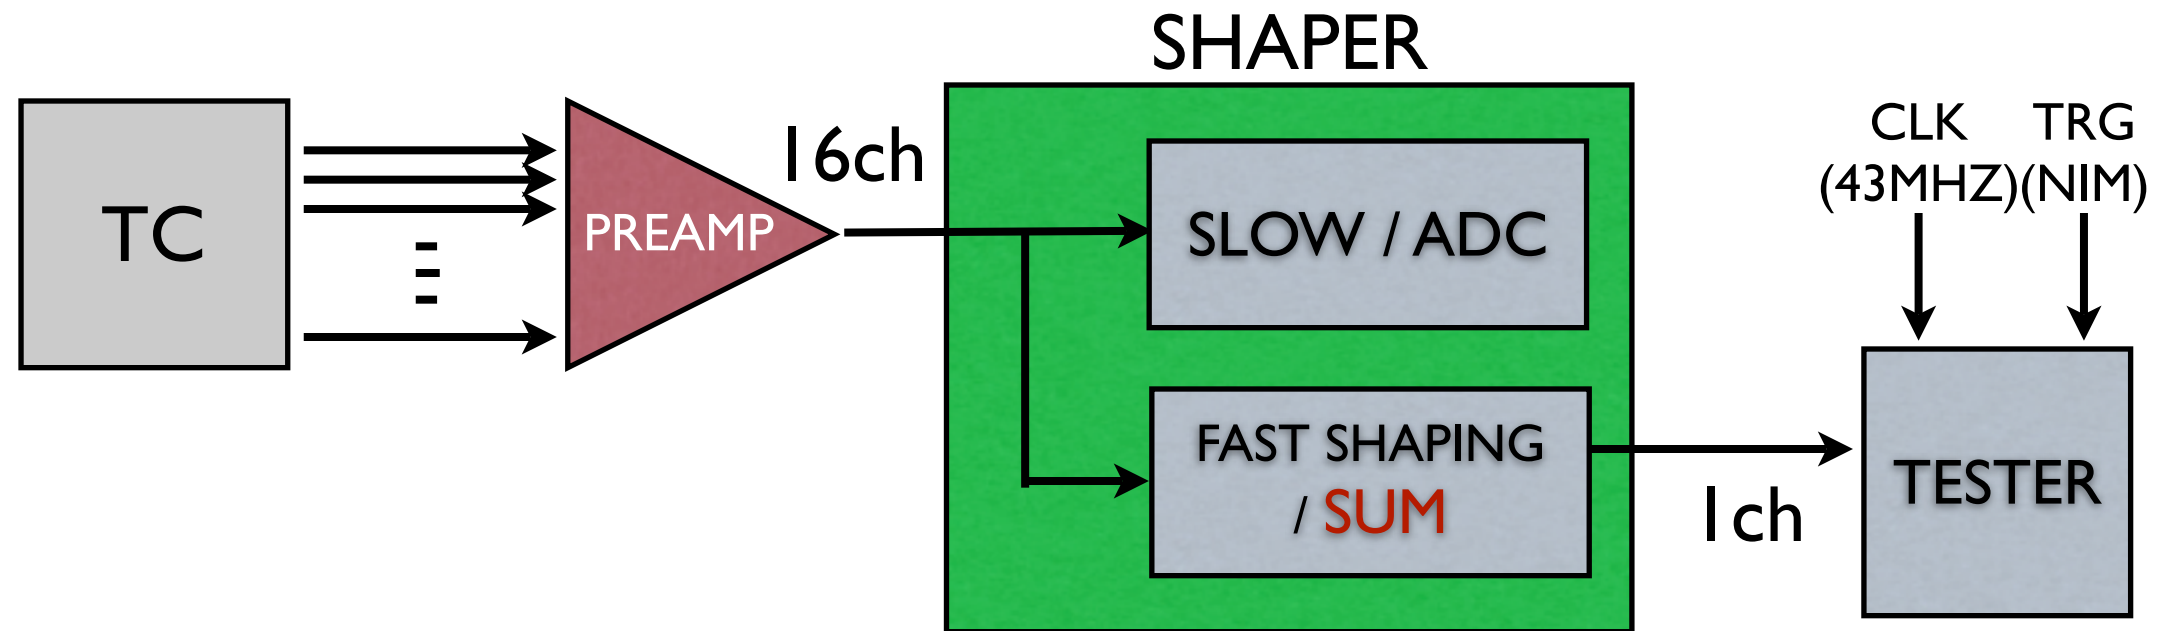 SHAPER
TC
PREAMP
16ch
SLOW / ADC
FAST SHAPING
/ SUM
1ch
CLK
(43MHZ)
TRG
(NIM)
TESTER